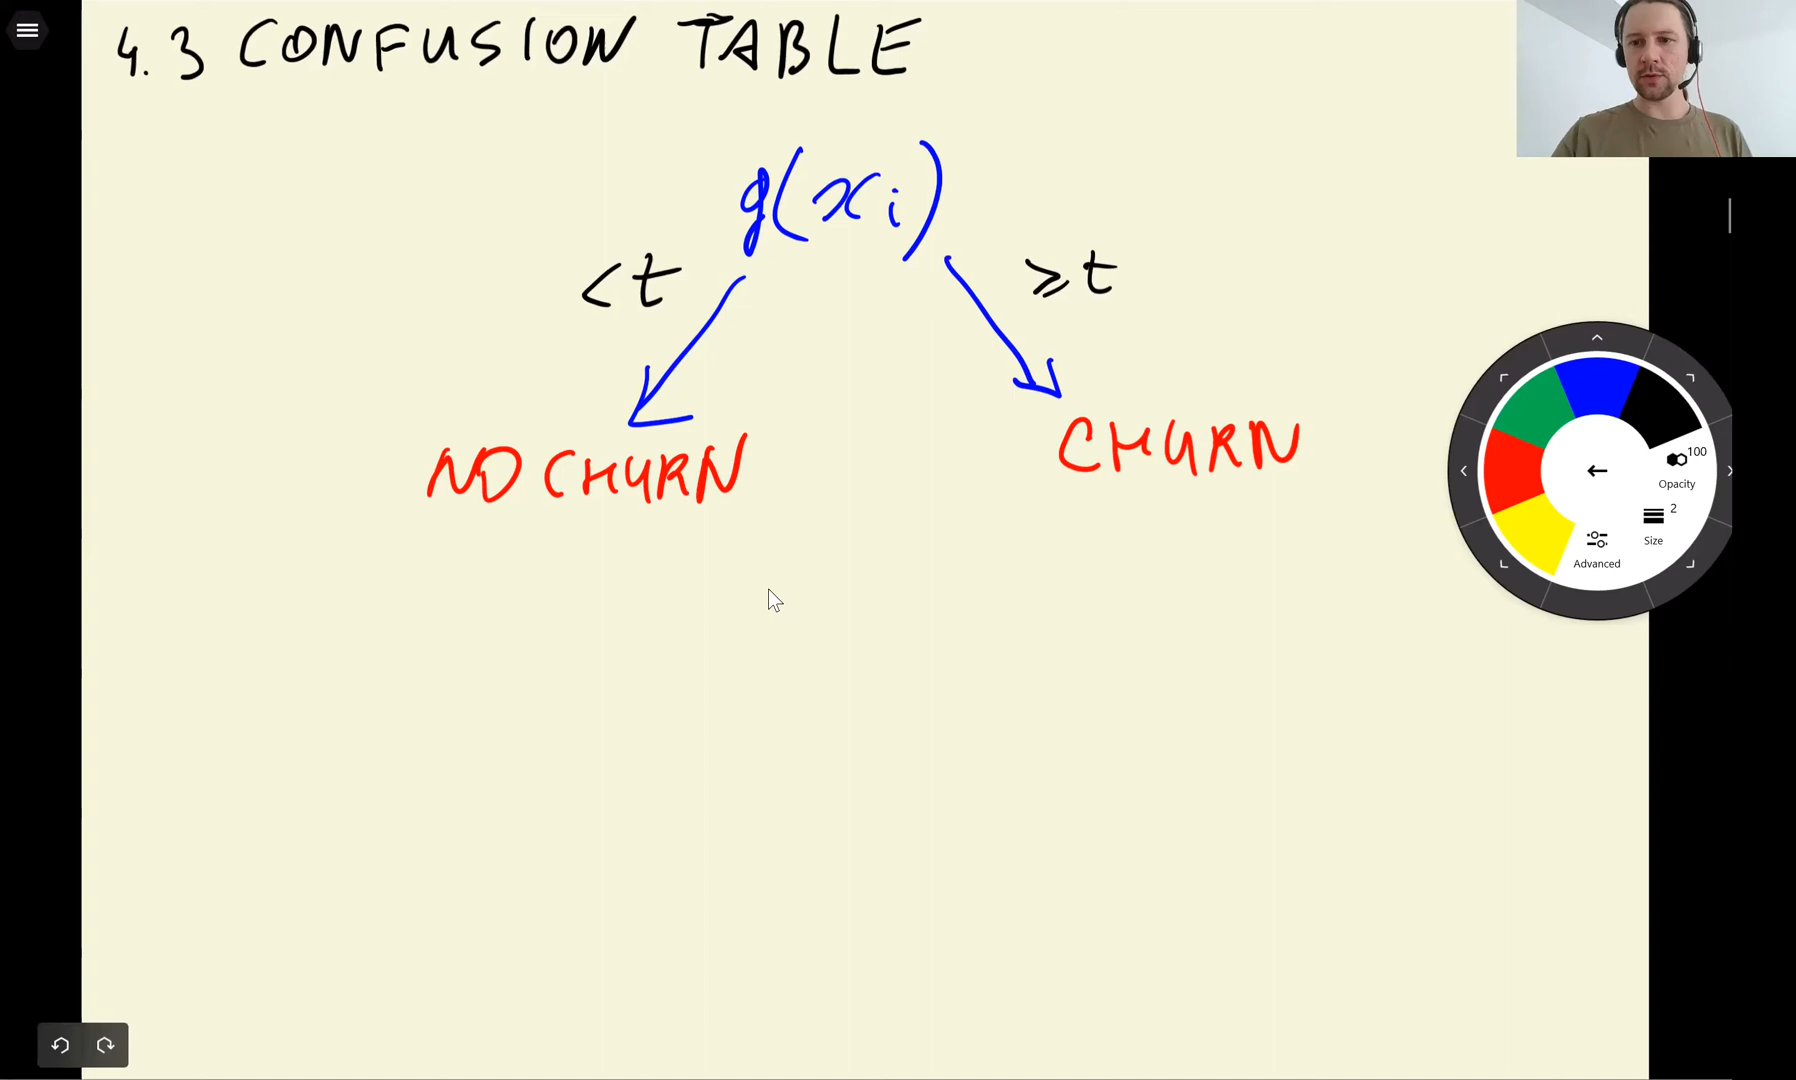 4.3 CONFUSION TABLE
g(xi)
<t ≥t
NO CHURN CHURN
100
Opacity
2
Size
Advanced